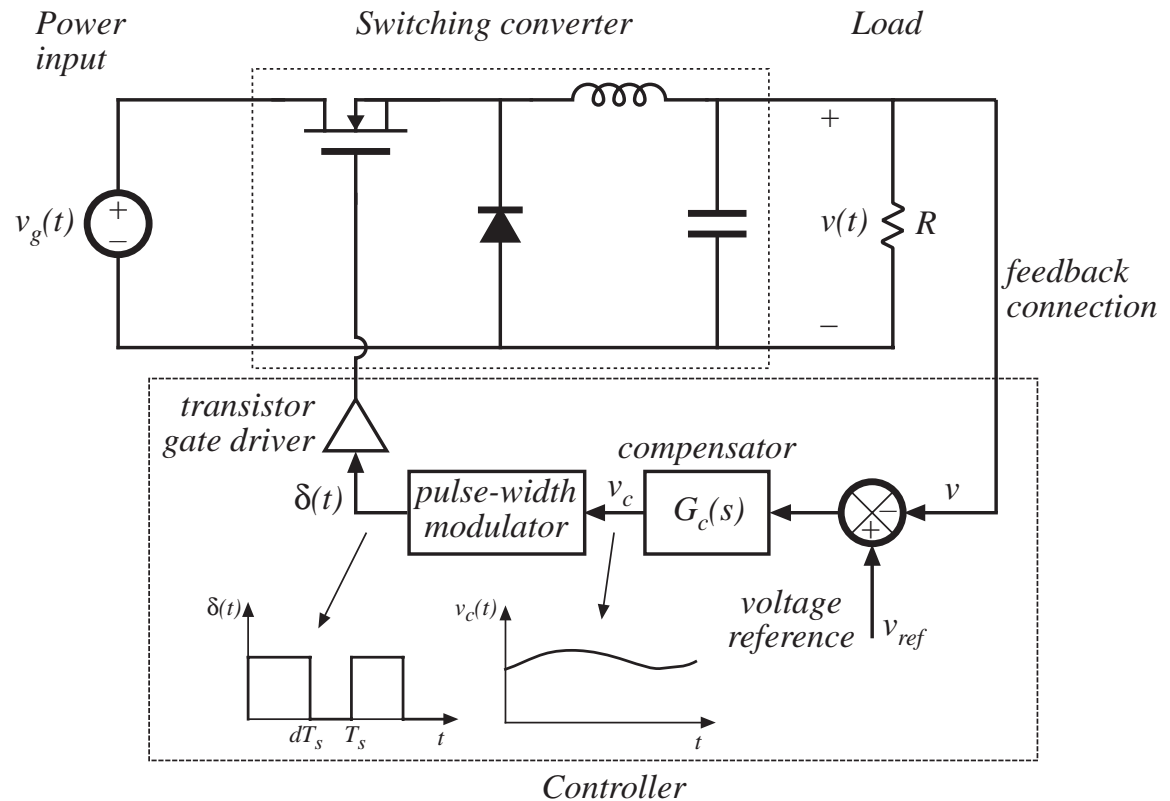 Power
input
Switching converter
Load
+
–
v_g(t)
+
v(t)
–
R
feedback
connection
transistor
gate driver
δ(t)
pulse-width
modulator
v_c
compensator
G_c(s)
–
+
v
voltage
reference
v_ref
δ(t)
dT_s
T_s
t
v_c(t)
t
Controller